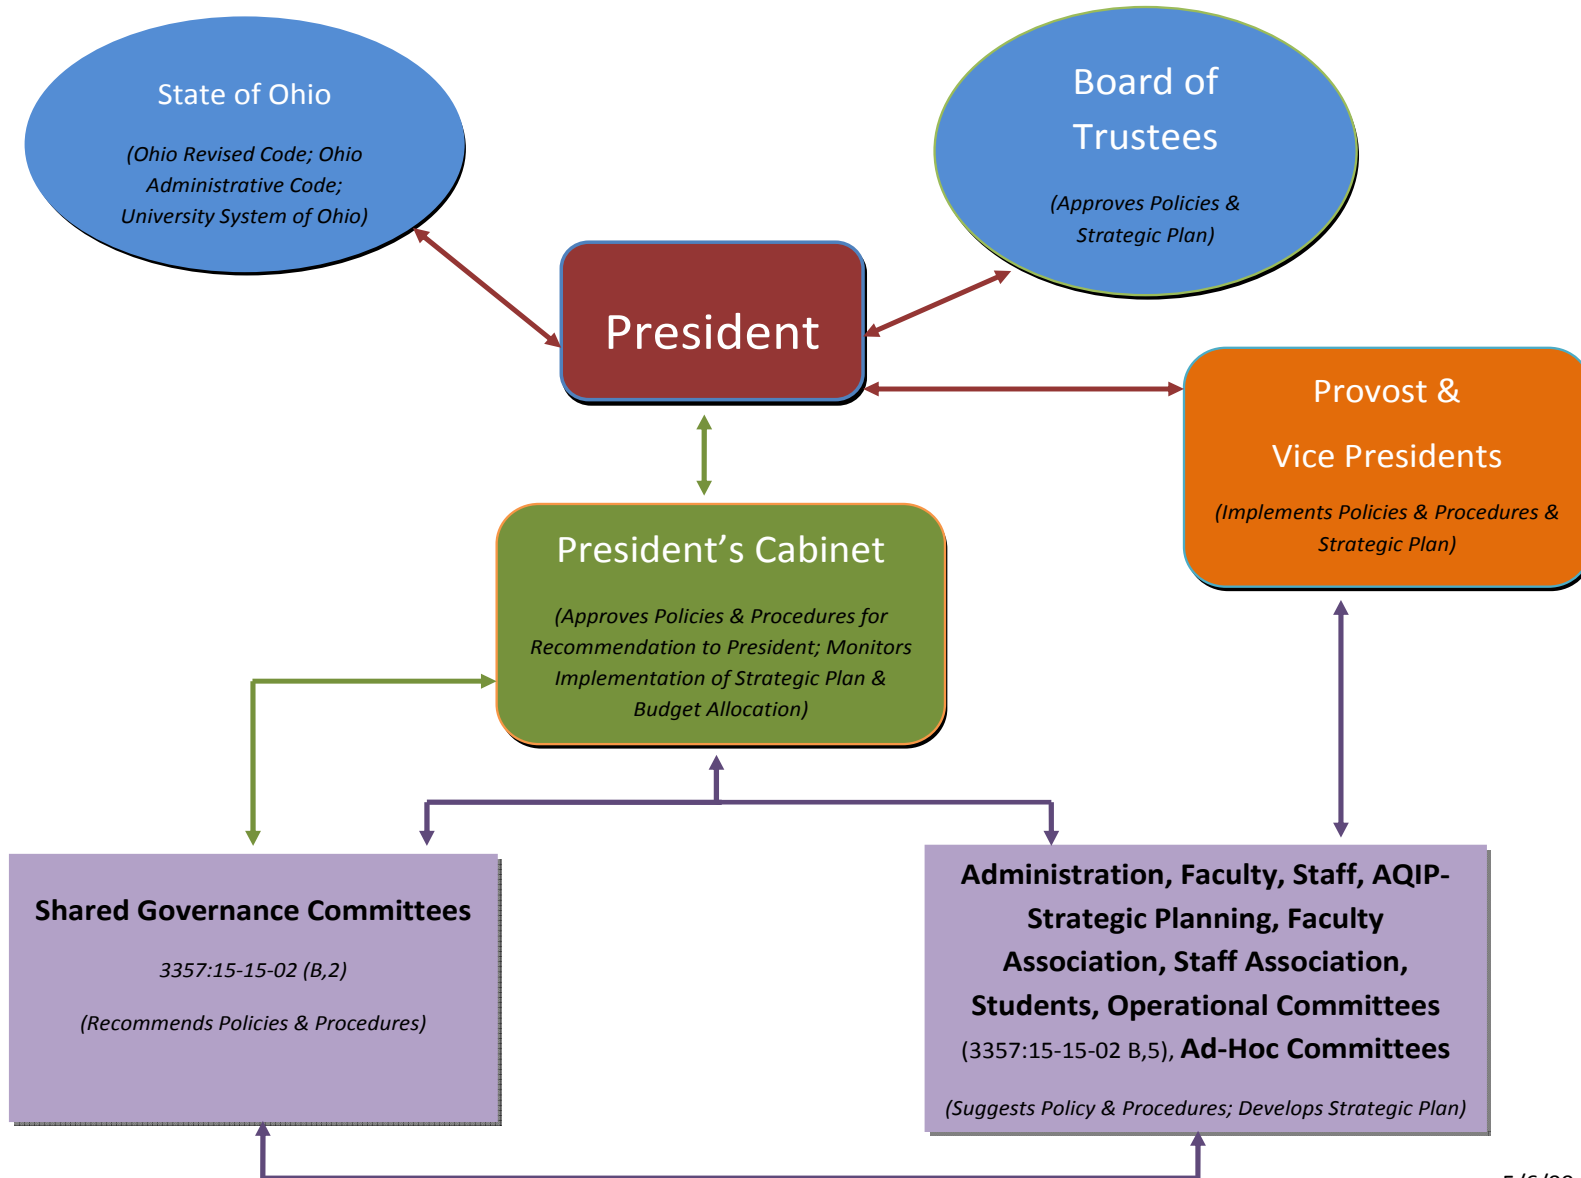 State of Ohio
(Ohio Revised Code; Ohio
Administrative Code;
University System of Ohio)
Board of
Trustees
(Approves Policies &
Strategic Plan)
President
Provost &
Vice Presidents
(Implements Policies & Procedures &
Strategic Plan)
President’s Cabinet
(Approves Policies & Procedures for
Recommendation to President; Monitors
Implementation of Strategic Plan &
Budget Allocation)
Shared Governance Committees
3357:15-15-02 (B,2)
(Recommends Policies & Procedures)
Administration, Faculty, Staff, AQIP-
Strategic Planning, Faculty
Association, Staff Association,
Students, Operational Committees
(3357:15-15-02 B,5), Ad-Hoc Committees
(Suggests Policy & Procedures; Develops Strategic Plan)